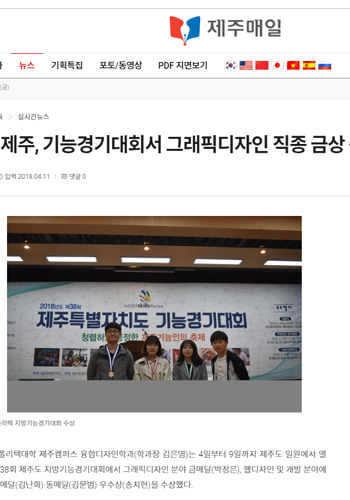 제주매일
뉴스 기획특집 포토/동영상 PDF 지면보기
실시간뉴스
제주, 기능경기대회서 그래픽디자인 직종 금상
입력 2018.04.11 댓글 0
worldskills Korea
2018년도 제38회
제주특별자치도 기능경기대회
기능인의 축제
지방기능경기대회 수상
폴리텍대학 제주캠퍼스 융합디자인학과(학과장 김은영)는 4일부터 9일까지 제주도 일원에서 열
38회 제주도 지방기능경기대회에서 그래픽디자인 분야 금메달(박정은), 웹디자인 및 개발 분야에
메달(김난화)·동메달(김문범)·우수상(송치헌)을 수상했다.